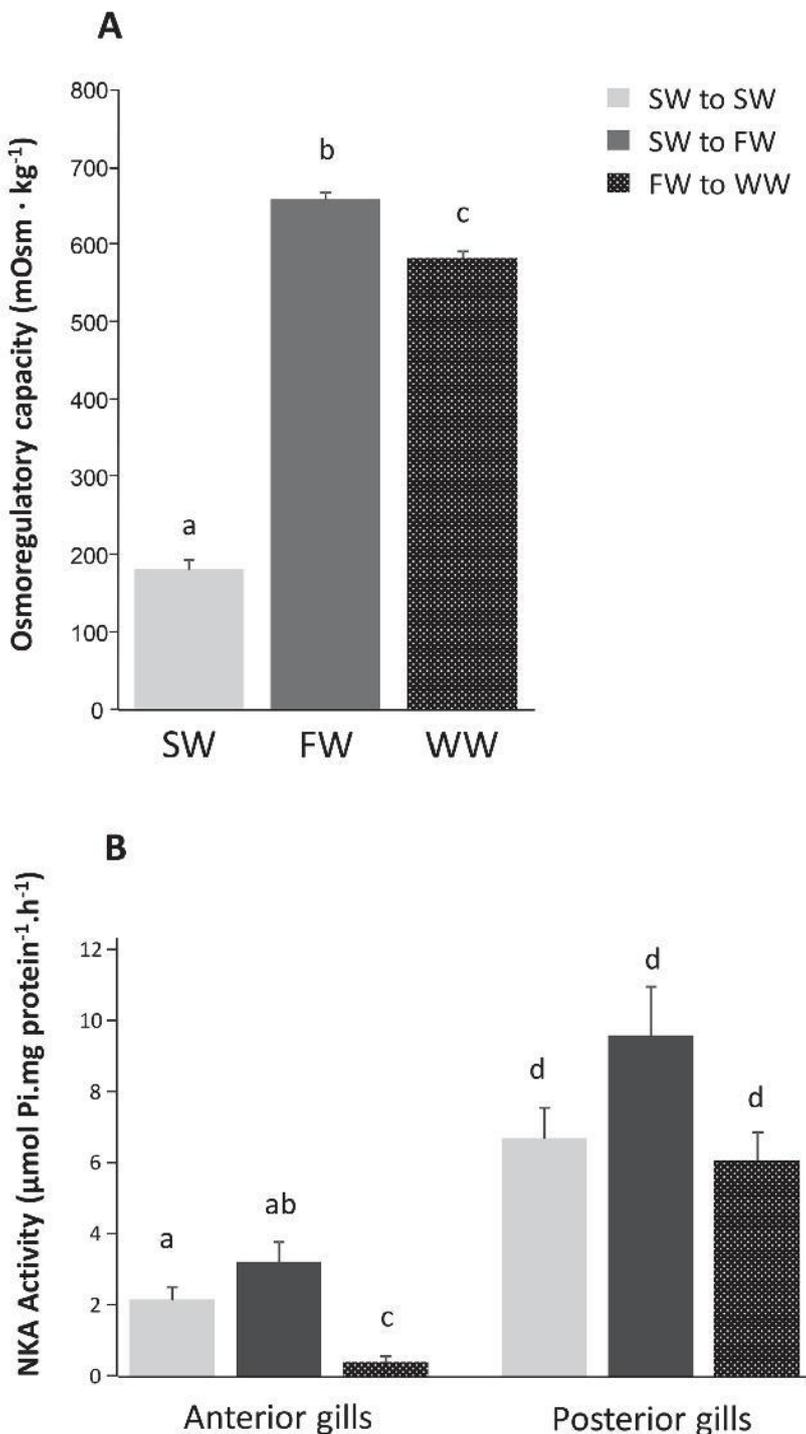 A
Osmoregulatory capacity (mOsm · kg⁻¹)
800
700
600
500
400
300
200
100
0
a
b
c
SW
FW
WW
SW to SW
SW to FW
FW to WW
B
NKA Activity (µmol Pi.mg protein⁻¹.h⁻¹)
12
10
8
6
4
2
0
a
ab
c
d
d
d
Anterior gills
Posterior gills